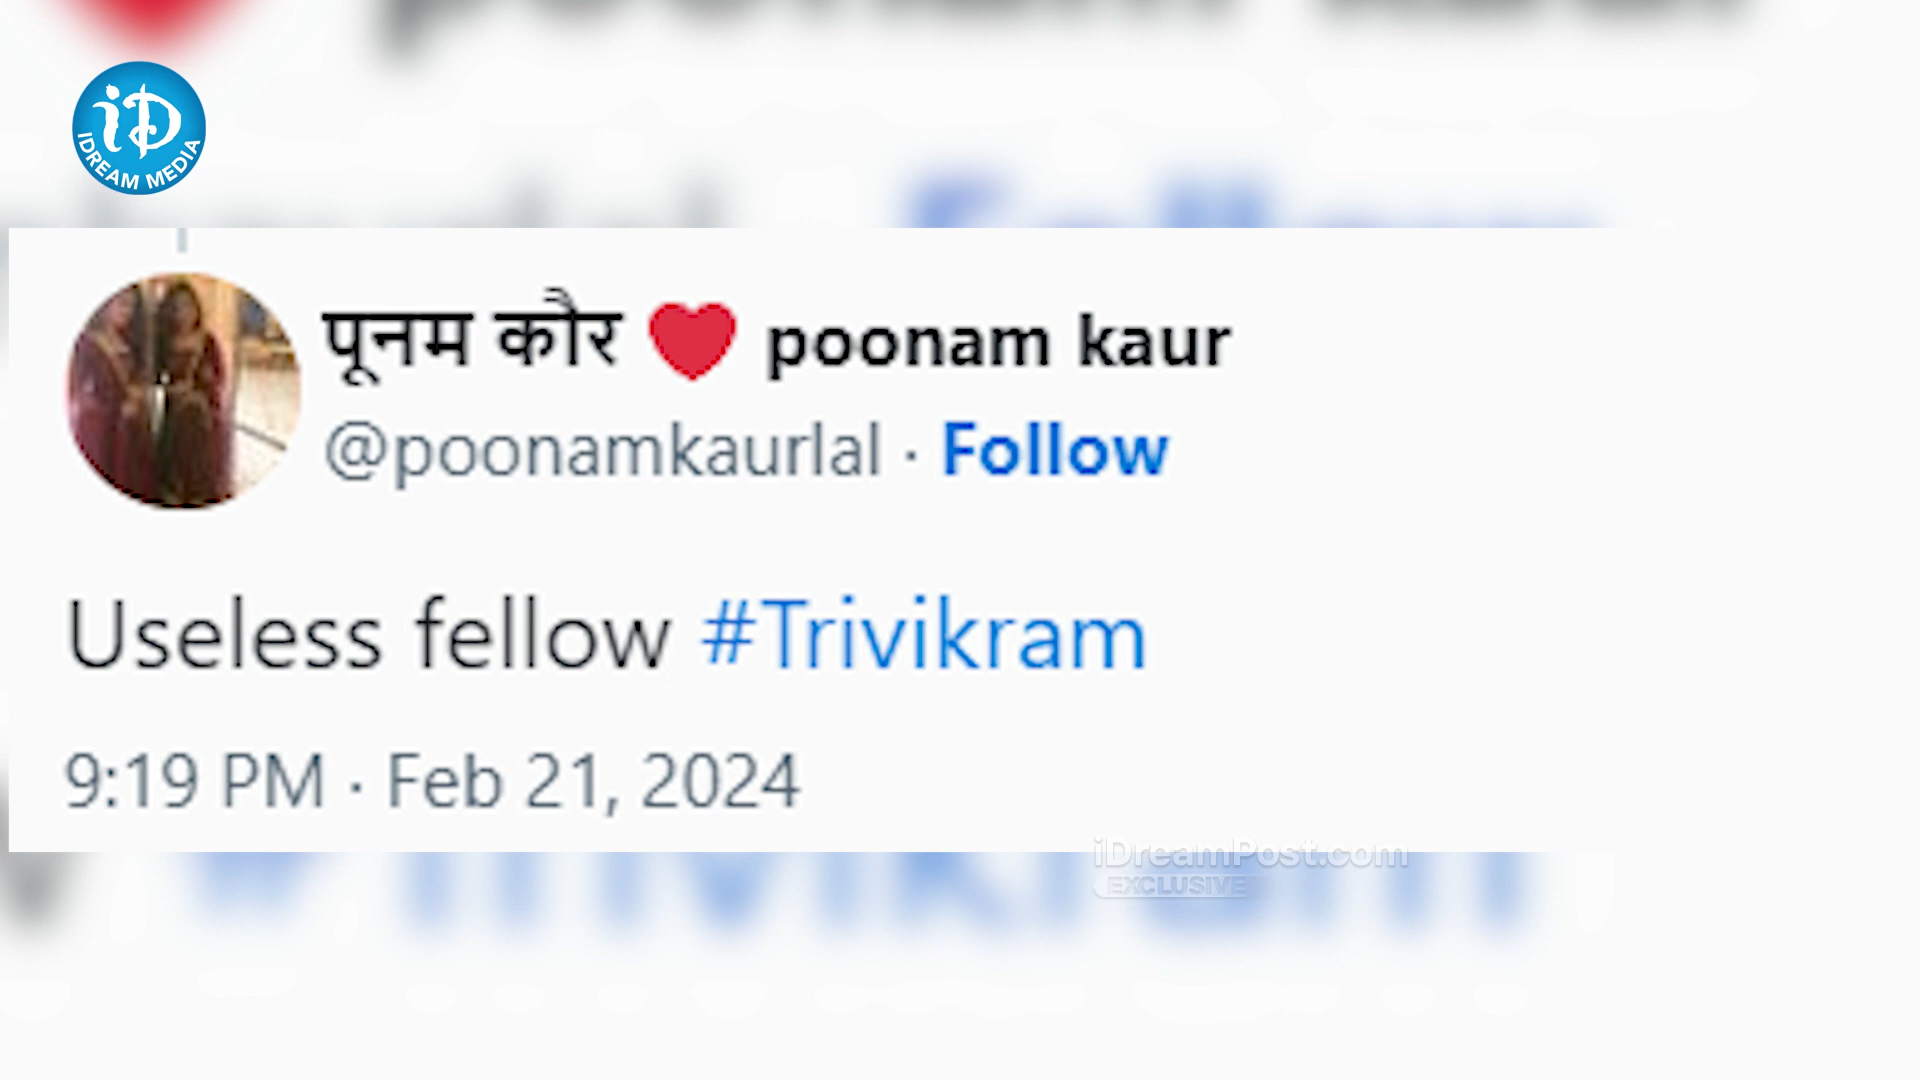 iD
IDREAM MEDIA
पूनम कौर ❤️ poonam kaur
@poonamkaurlal · Follow
Useless fellow #Trivikram
9:19 PM · Feb 21, 2024
iDreamPost.com
EXCLUSIVE